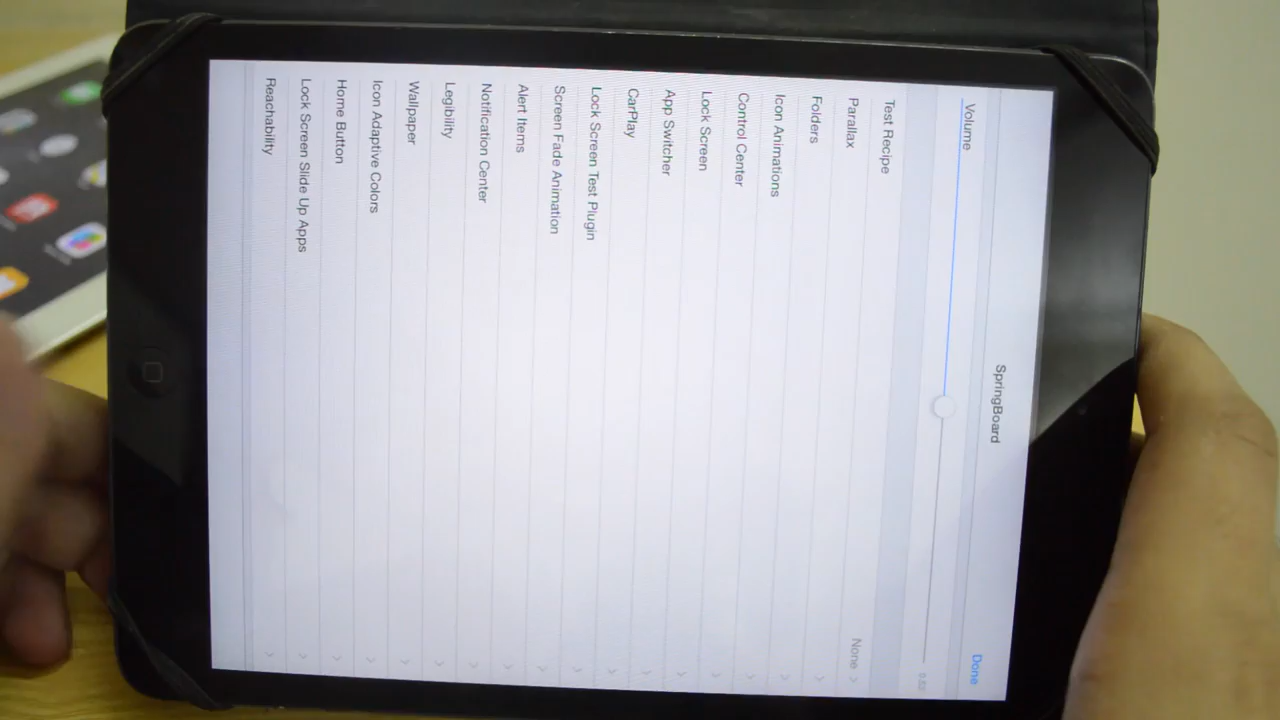 SpringBoard
Done
Volume
Test Recipe None
Parallax
Folders
Icon Animations
Control Center
Lock Screen
App Switcher
CarPlay
Lock Screen Test Plugin
Screen Fade Animation
Alert Items
Notification Center
Legibility
Wallpaper
Icon Adaptive Colors
Home Button
Lock Screen Slide Up Apps
Reachability